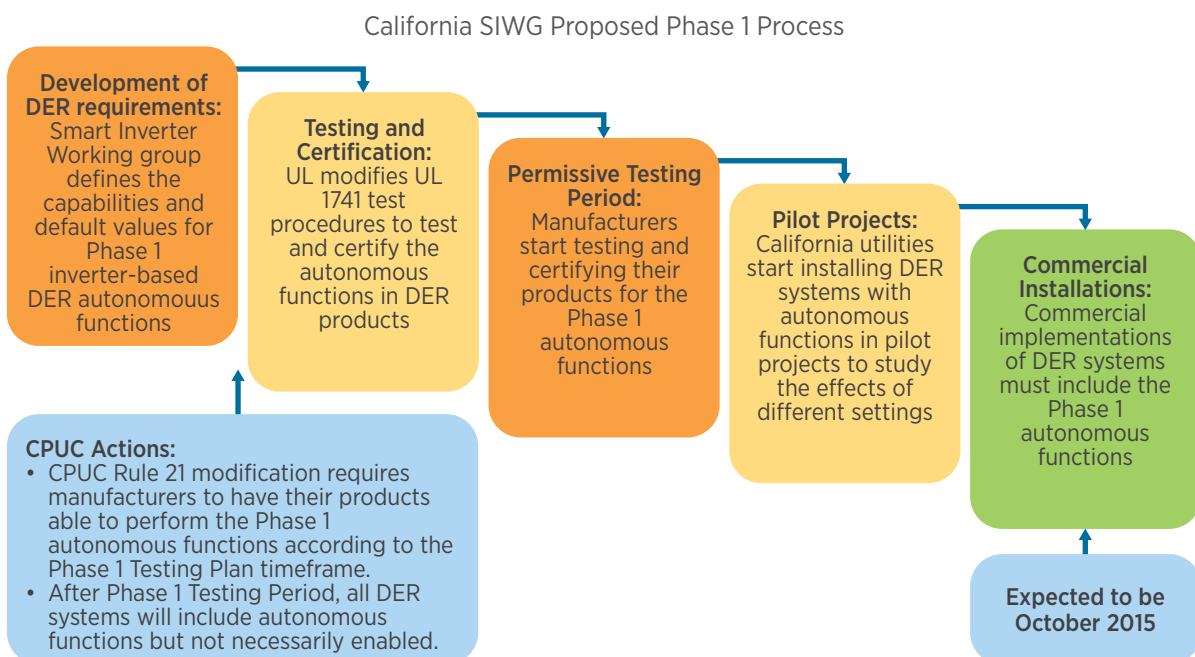 California SIWG Proposed Phase 1 Process
Development of
DER requirements:
Smart Inverter
Working group
defines the
capabilities and
default values for
Phase 1
inverter-based
DER autonomouus
functions
Testing and
Certification:
UL modifies UL
1741 test
procedures to test
and certify the
autonomous
functions in DER
products
Permissive Testing
Period:
Manufacturers
start testing and
certifying their
products for the
Phase 1
autonomous
functions
Pilot Projects:
California utilities
start installing DER
systems with
autonomous
functions in pilot
projects to study
the effects of
different settings
Commercial
Installations:
Commercial
implementations
of DER systems
must include the
Phase 1
autonomous
functions
CPUC Actions:
• CPUC Rule 21 modification requires
manufacturers to have their products
able to perform the Phase 1
autonomous functions according to the
Phase 1 Testing Plan timeframe.
• After Phase 1 Testing Period, all DER
systems will include autonomous
functions but not necessarily enabled.
Expected to be
October 2015